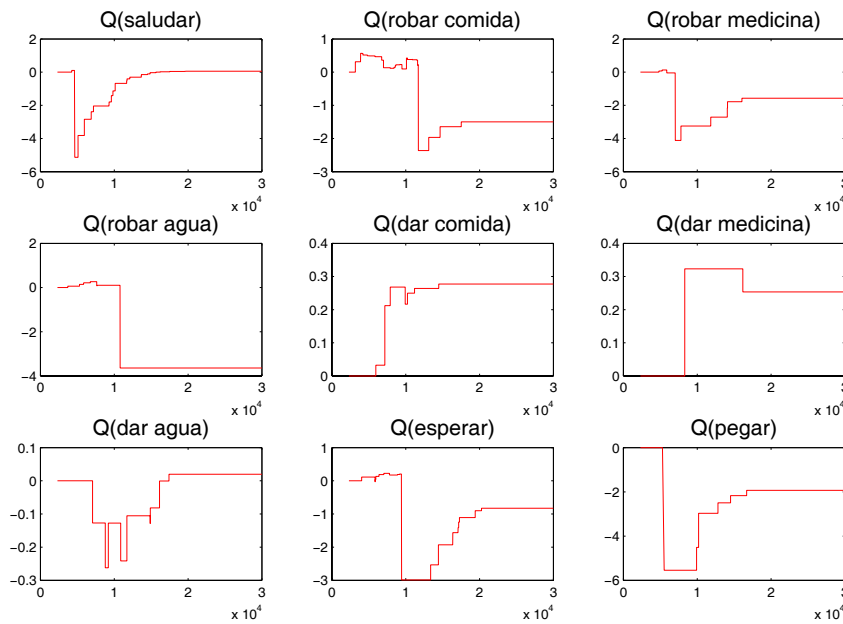 Q(saludar) Q(robar comida) Q(robar medicina)
2 1 2
0 0 0
−1
−2 −2
−4 −2 −4
−6 −3 −6
0 1 2 3 0 1 2 3 0 1 2 3
x 10^4 x 10^4 x 10^4
Q(robar agua) Q(dar comida) Q(dar medicina)
2 0.4 0.4
0 0.3 0.3
0.2 0.2
−2 0.1 0.1
−4 0 0
0 1 2 3 0 1 2 3 0 1 2 3
x 10^4 x 10^4 x 10^4
Q(dar agua) Q(esperar) Q(pegar)
0.1 1 0
0 0
−2
−0.1 −1
−4
−0.2 −2
−0.3 −3 −6
0 1 2 3 0 1 2 3 0 1 2 3
x 10^4 x 10^4 x 10^4